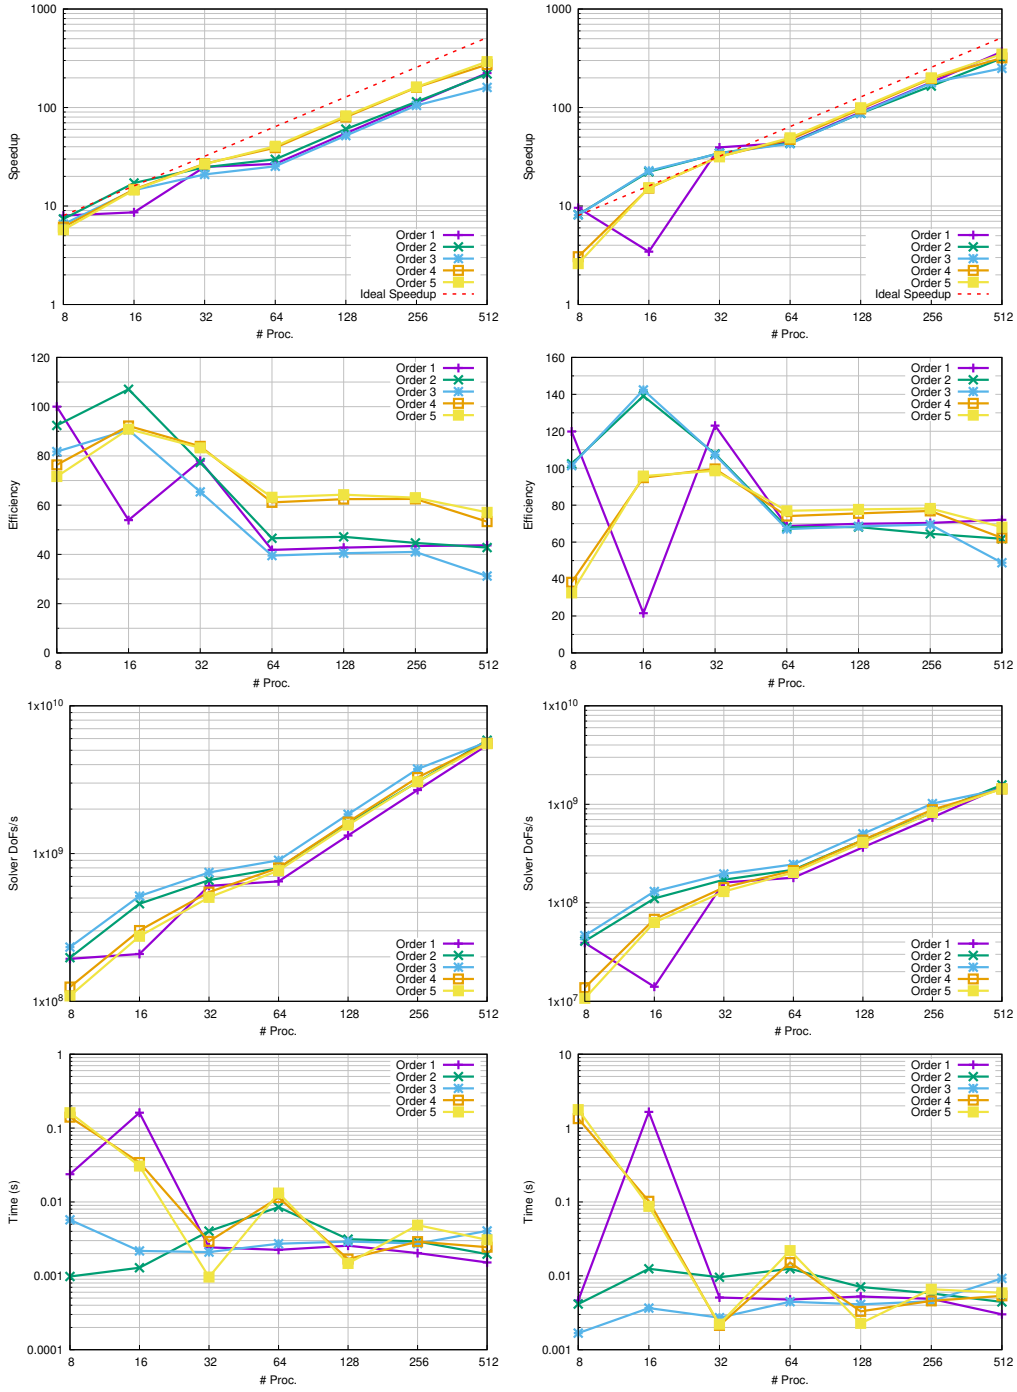 1000
100
10
1
Speedup
8 16 32 64 128 256 512
# Proc.
Order 1
Order 2
Order 3
Order 4
Order 5
Ideal Speedup
1000
100
10
1
Speedup
8 16 32 64 128 256 512
# Proc.
Order 1
Order 2
Order 3
Order 4
Order 5
Ideal Speedup
120
100
80
60
40
20
0
Efficiency
8 16 32 64 128 256 512
# Proc.
Order 1
Order 2
Order 3
Order 4
Order 5
160
140
120
100
80
60
40
20
0
Efficiency
8 16 32 64 128 256 512
# Proc.
Order 1
Order 2
Order 3
Order 4
Order 5
1x10^10
1x10^9
1x10^8
Solver DoFs/s
8 16 32 64 128 256 512
# Proc.
Order 1
Order 2
Order 3
Order 4
Order 5
1x10^10
1x10^9
1x10^8
1x10^7
Solver DoFs/s
8 16 32 64 128 256 512
# Proc.
Order 1
Order 2
Order 3
Order 4
Order 5
1
0.1
0.01
0.001
0.0001
Time (s)
8 16 32 64 128 256 512
# Proc.
Order 1
Order 2
Order 3
Order 4
Order 5
10
1
0.1
0.01
0.001
Time (s)
8 16 32 64 128 256 512
# Proc.
Order 1
Order 2
Order 3
Order 4
Order 5